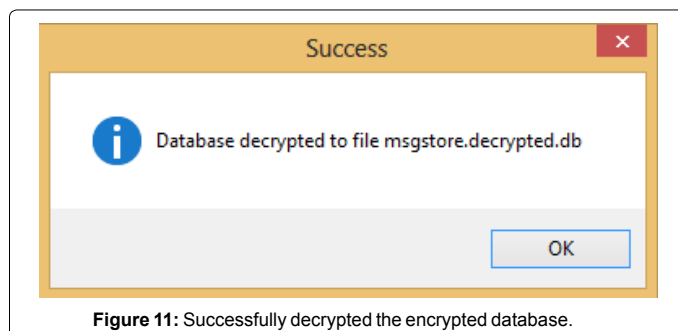 Success
Database decrypted to file msgstore.decrypted.db
OK
Figure 11: Successfully decrypted the encrypted database.